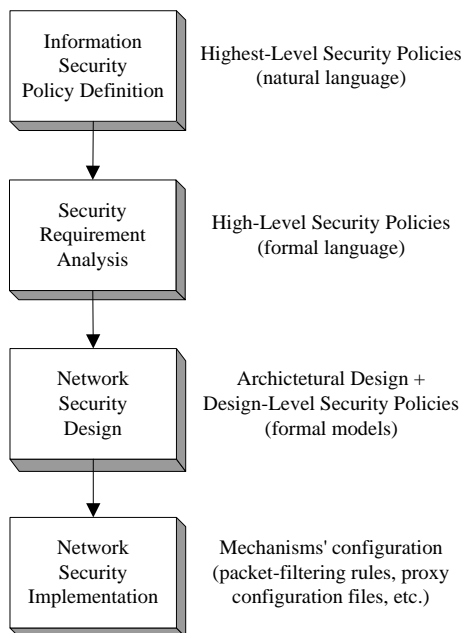 Information
Security
Policy Definition
Highest-Level Security Policies
(natural language)
Security
Requirement
Analysis
High-Level Security Policies
(formal language)
Network
Security
Design
Archictetural Design +
Design-Level Security Policies
(formal models)
Network
Security
Implementation
Mechanisms' configuration
(packet-filtering rules, proxy
configuration files, etc.)